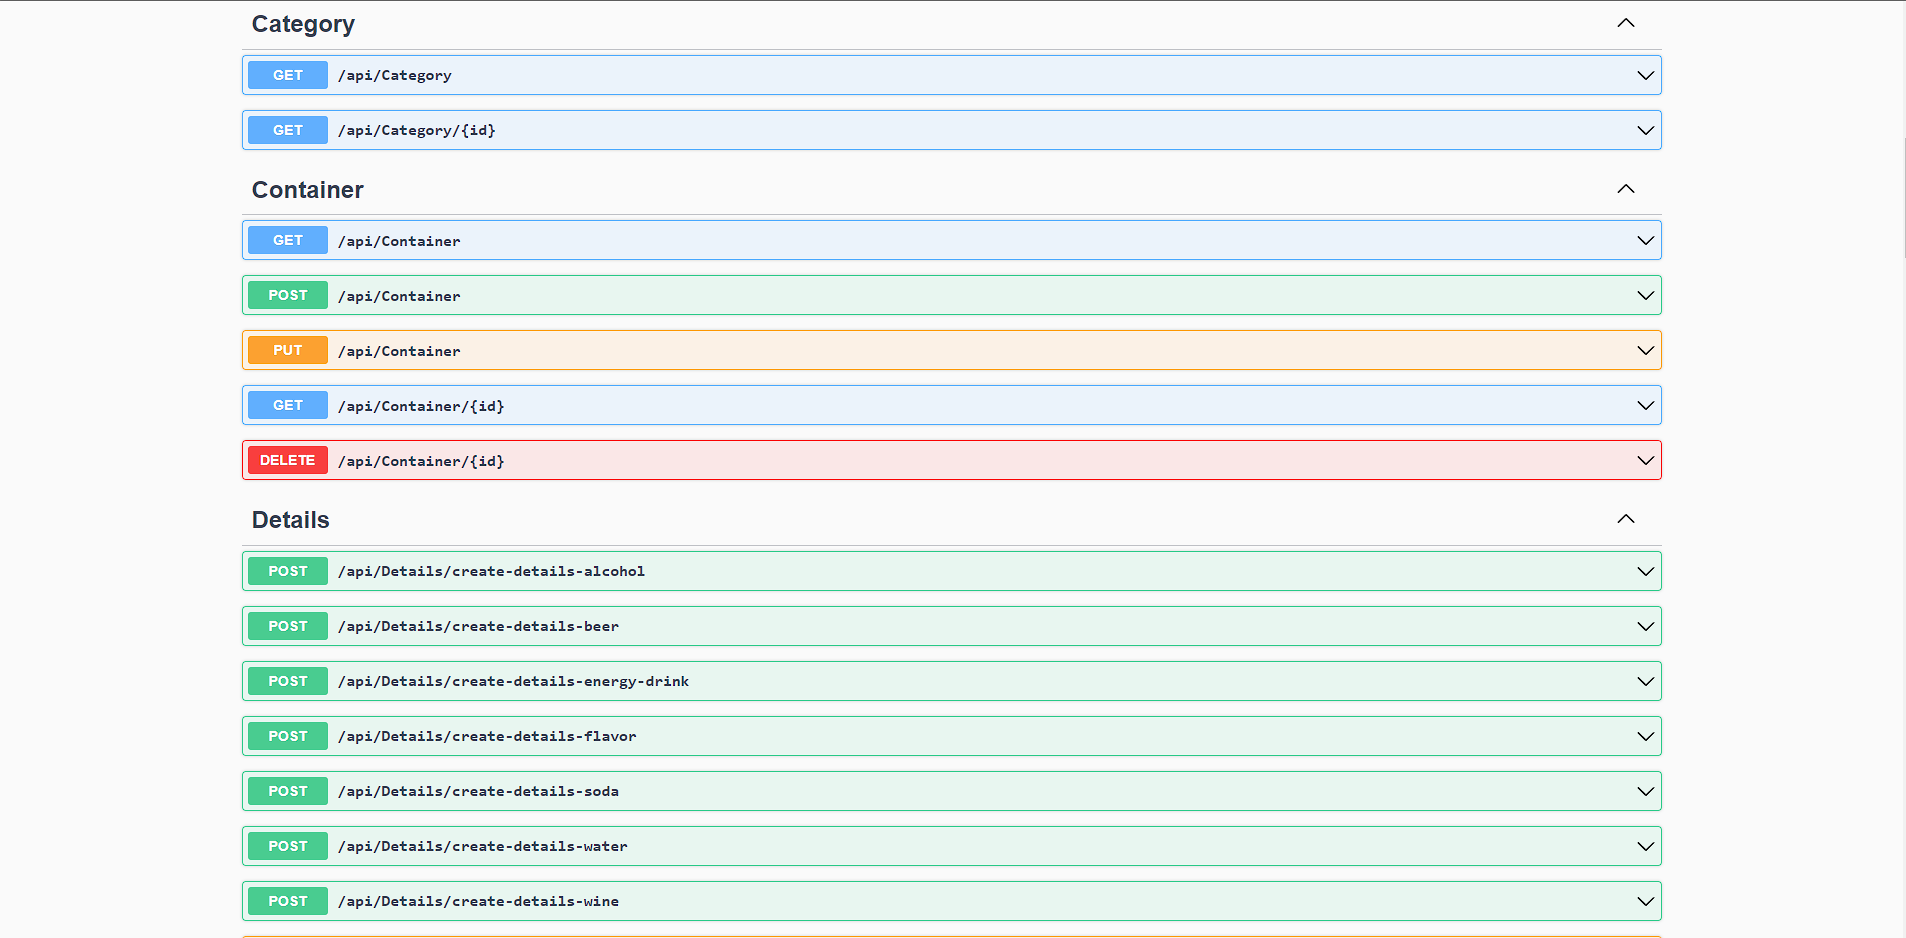 Category
GET /api/Category
GET /api/Category/{id}
Container
GET /api/Container
POST /api/Container
PUT /api/Container
GET /api/Container/{id}
DELETE /api/Container/{id}
Details
POST /api/Details/create-details-alcohol
POST /api/Details/create-details-beer
POST /api/Details/create-details-energy-drink
POST /api/Details/create-details-flavor
POST /api/Details/create-details-soda
POST /api/Details/create-details-water
POST /api/Details/create-details-wine